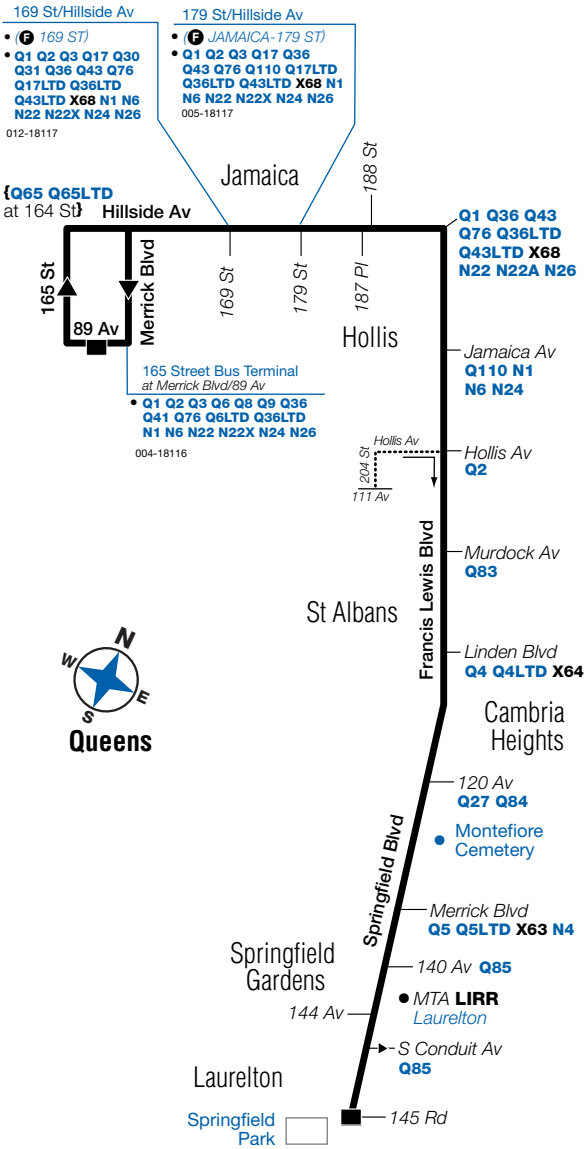 169 St/Hillside Av
• (F 169 ST)
• Q1 Q2 Q3 Q17 Q30
Q31 Q36 Q43 Q76
Q17LTD Q36LTD
Q43LTD X68 N1 N6
N22 N22X N24 N26
012-18117
179 St/Hillside Av
• (F JAMAICA-179 ST)
• Q1 Q2 Q3 Q17 Q36
Q43 Q76 Q110 Q17LTD
Q36LTD Q43LTD X68 N1
N6 N22 N22X N24 N26
005-18117
Jamaica
188 St
{Q65 Q65LTD
at 164 St}
Hillside Av
Q1 Q36 Q43
Q76 Q36LTD
Q43LTD X68
N22 N22A N26
165 St
Merrick Blvd
169 St
179 St
187 Pl
89 Av
Hollis
Jamaica Av
Q110 N1
N6 N24
165 Street Bus Terminal
at Merrick Blvd/89 Av
• Q1 Q2 Q3 Q6 Q8 Q9 Q36
Q41 Q76 Q6LTD Q36LTD
N1 N6 N22 N22X N24 N26
004-18116
Hollis Av
204 St
111 Av
Hollis Av
Q2
Francis Lewis Blvd
Murdock Av
Q83
St Albans
Linden Blvd
Q4 Q4LTD X64
N
W
E
S
Queens
Cambria
Heights
120 Av
Q27 Q84
Montefiore
Cemetery
Springfield Blvd
Merrick Blvd
Q5 Q5LTD X63 N4
Springfield
Gardens
140 Av Q85
MTA LIRR
Laurelton
144 Av
S Conduit Av
Q85
Laurelton
Springfield
Park
145 Rd